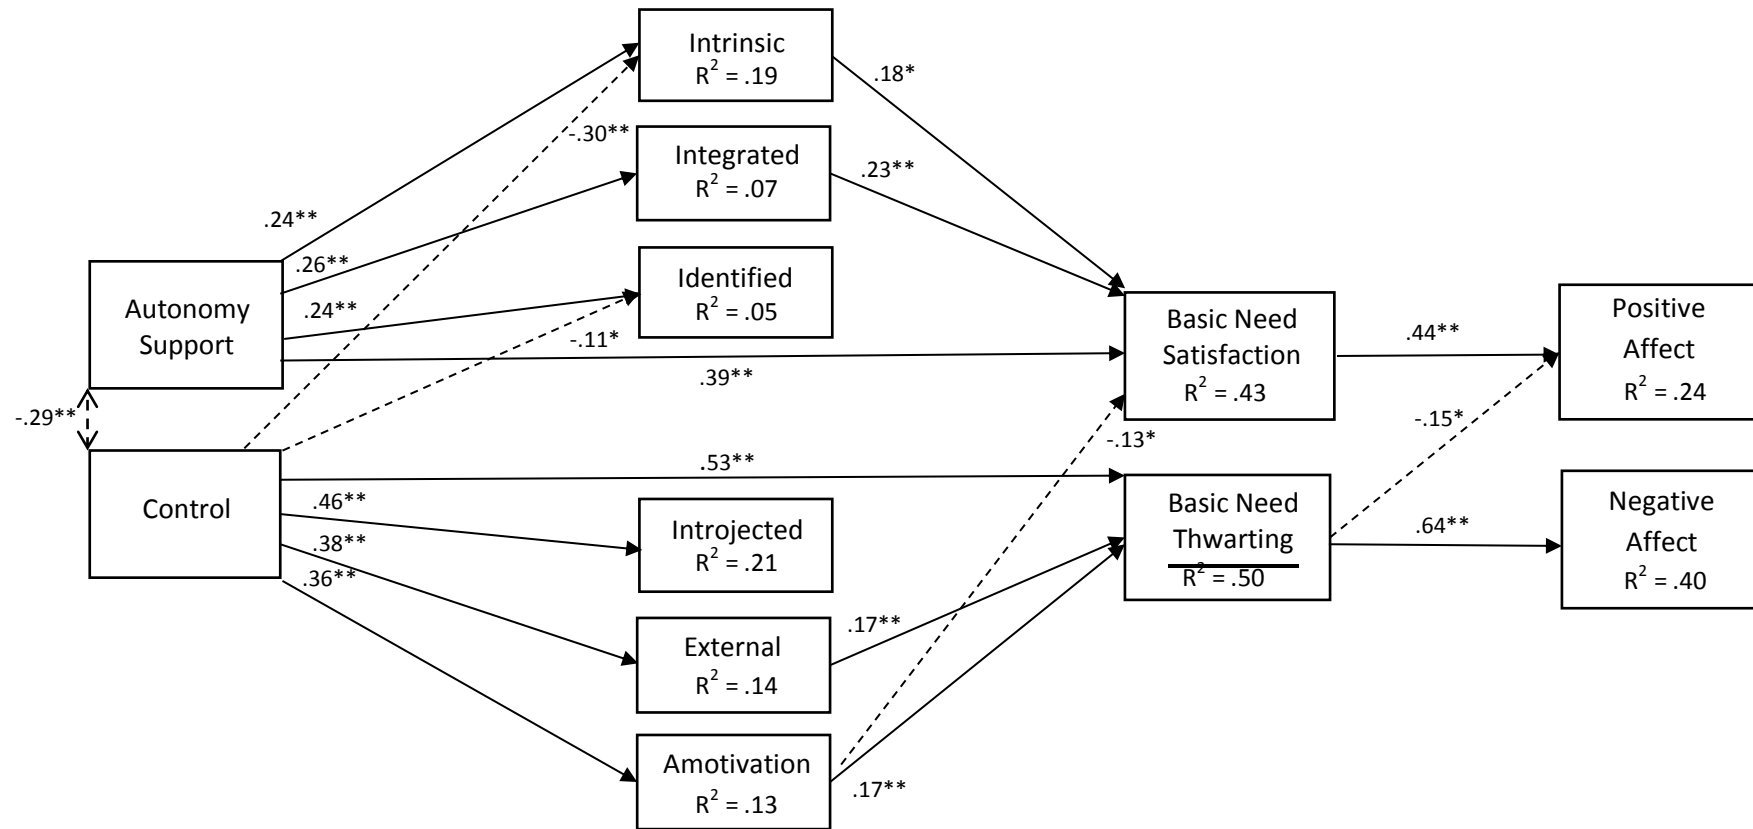 Intrinsic
R² = .19
.18*
-.30**
Integrated
R² = .07
.23**
.24**
.26**
Identified
R² = .05
.24**
-.11*
Autonomy
Support
.39**
Basic Need
Satisfaction
R² = .43
.44**
Positive
Affect
R² = .24
-.29**
-.13*
-.15*
Control
.53**
.46**
.38**
.36**
Introjected
R² = .21
Basic Need
Thwarting
R² = .50
.64**
Negative
Affect
R² = .40
External
R² = .14
.17**
Amotivation
R² = .13
.17**